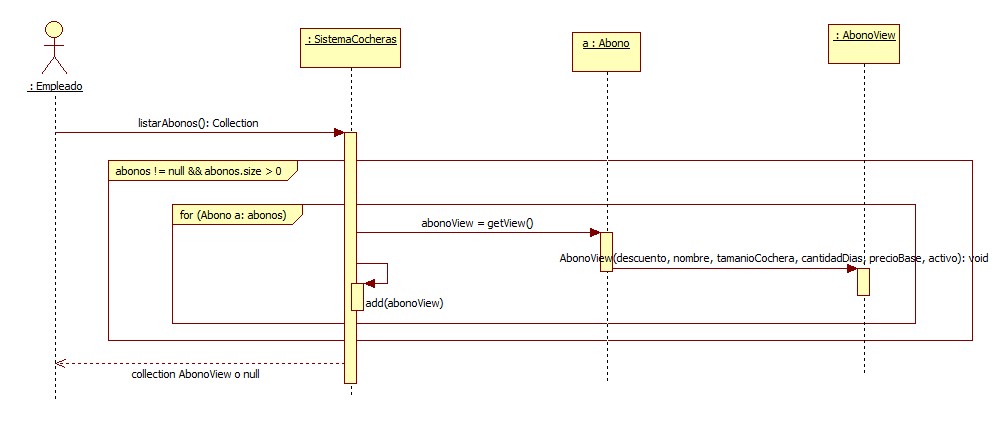 : SistemaCocheras
a : Abono
: AbonoView
: Empleado
listarAbonos(): Collection
abonos != null && abonos.size > 0
for (Abono a: abonos)
abonoView = getView()
AbonoView(descuento, nombre, tamanioCochera, cantidadDias, precioBase, activo): void
add(abonoView)
collection AbonoView o null